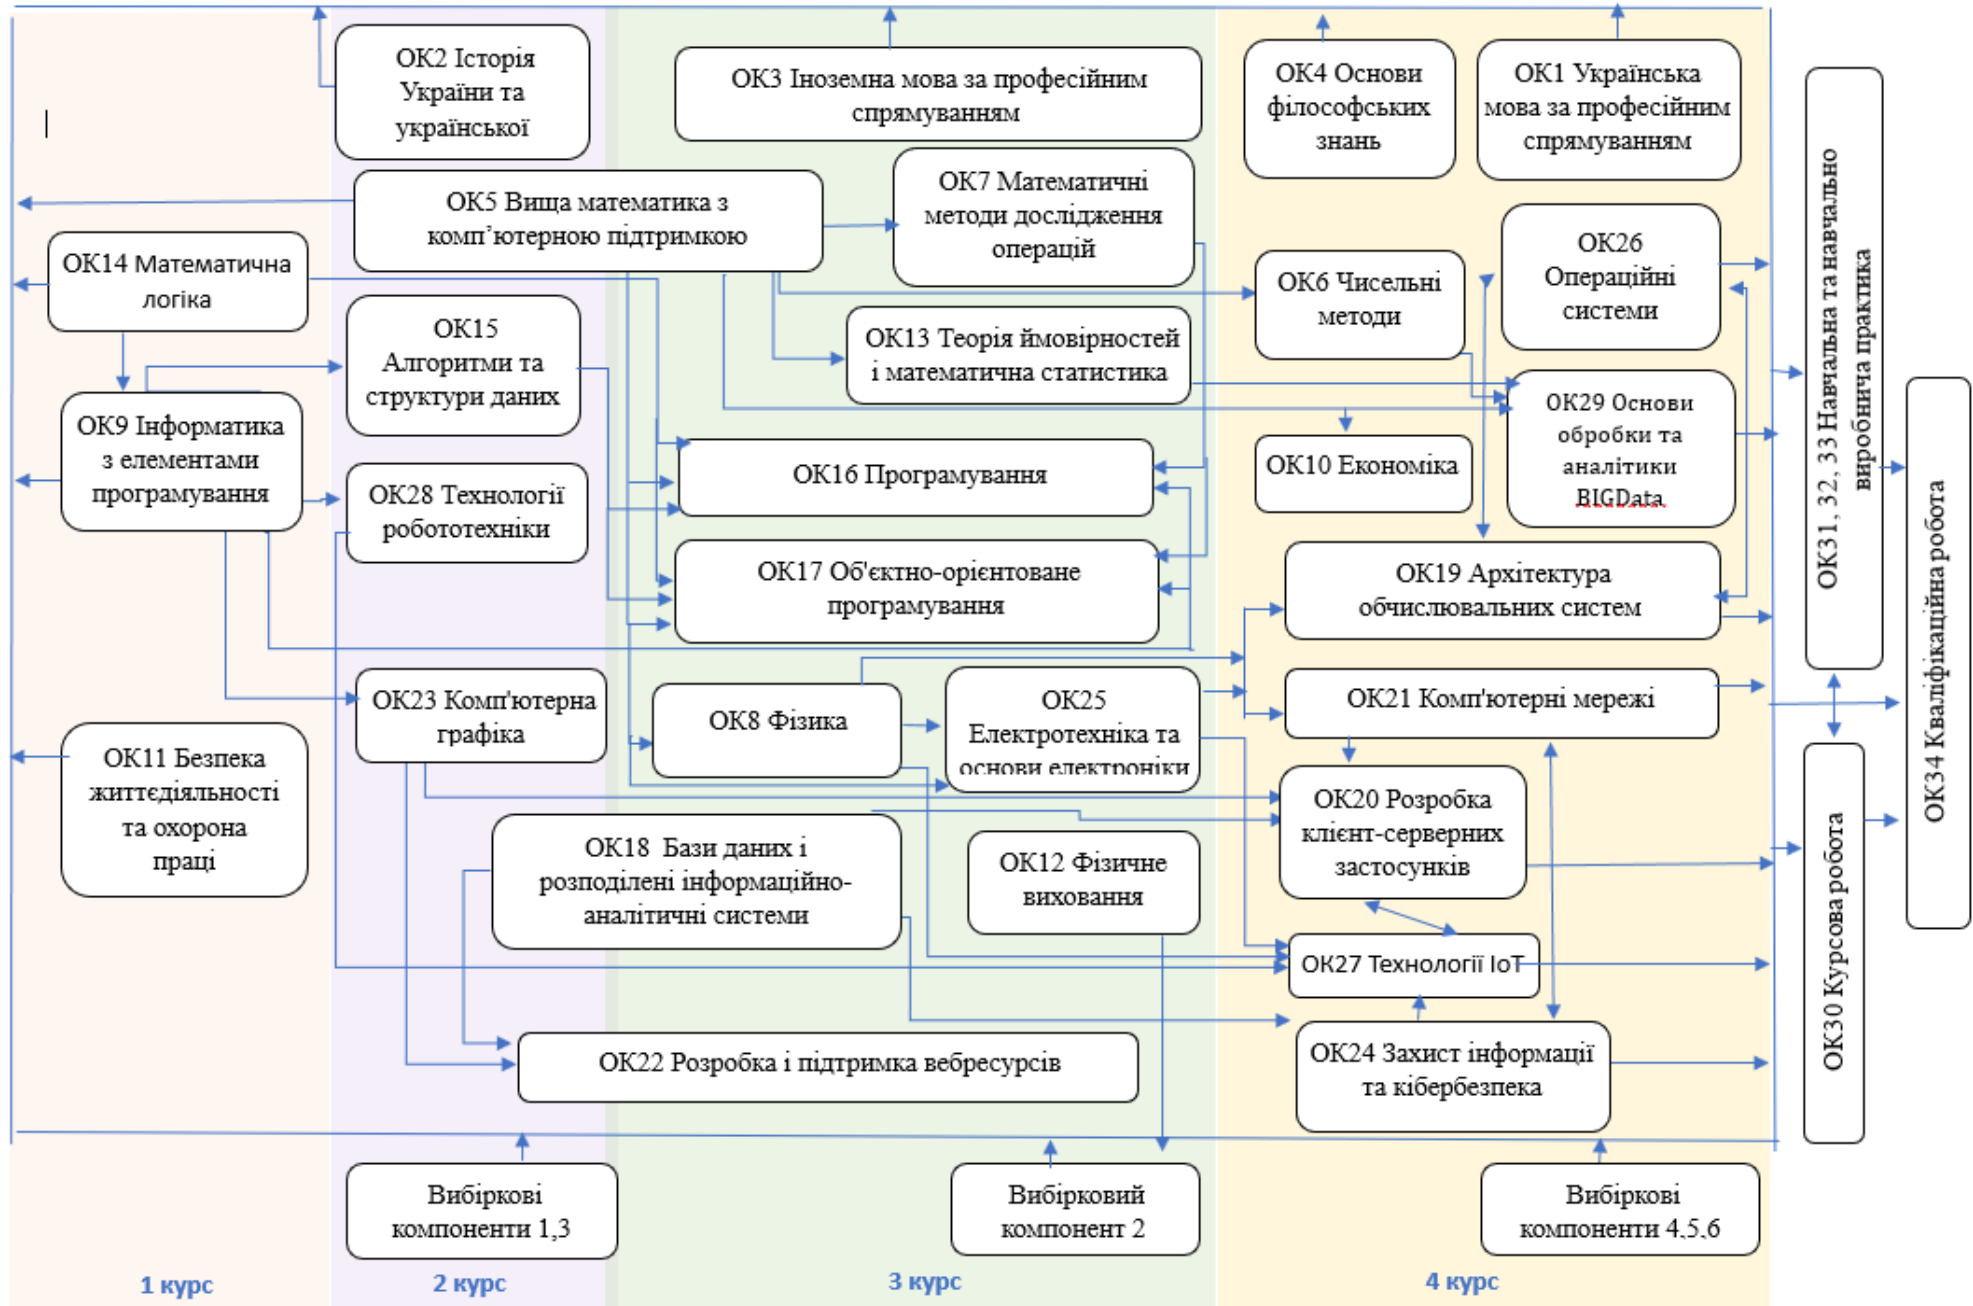 ОК2 Історія
України та
української
ОК3 Іноземна мова за професійним
спрямуванням
ОК4 Основи
філософських
знань
ОК1 Українська
мова за професійним
спрямуванням
ОК5 Вища математика з
комп’ютерною підтримкою
ОК7 Математичні
методи дослідження
операцій
ОК14 Математична
логіка
ОК6 Чисельні
методи
ОК26
Операційні
системи
ОК15
Алгоритми та
структури даних
ОК13 Теорія ймовірностей
і математична статистика
ОК9 Інформатика
з елементами
програмування
ОК16 Програмування
ОК10 Економіка
ОК29 Основи
обробки та
аналітики
BIGData
ОК28 Технології
робототехніки
ОК17 Об'єктно-орієнтоване
програмування
ОК19 Архітектура
обчислювальних систем
ОК23 Комп'ютерна
графіка
ОК8 Фізика
ОК25
Електротехніка та
основи електроніки
ОК21 Комп'ютерні мережі
ОК11 Безпека
життєдіяльності
та охорона
праці
ОК18 Бази даних і
розподілені інформаційно-
аналітичні системи
ОК12 Фізичне
виховання
ОК20 Розробка
клієнт-серверних
застосунків
ОК27 Технології ІоТ
ОК22 Розробка і підтримка вебресурсів
ОК24 Захист інформації
та кібербезпека
ОК31, 32, 33 Навчальна та навчально
виробнича практика
ОК30 Курсова робота
ОК34 Кваліфікаційна робота
Вибіркові
компоненти 1,3
Вибірковий
компонент 2
Вибіркові
компоненти 4,5,6
1 курс
2 курс
3 курс
4 курс